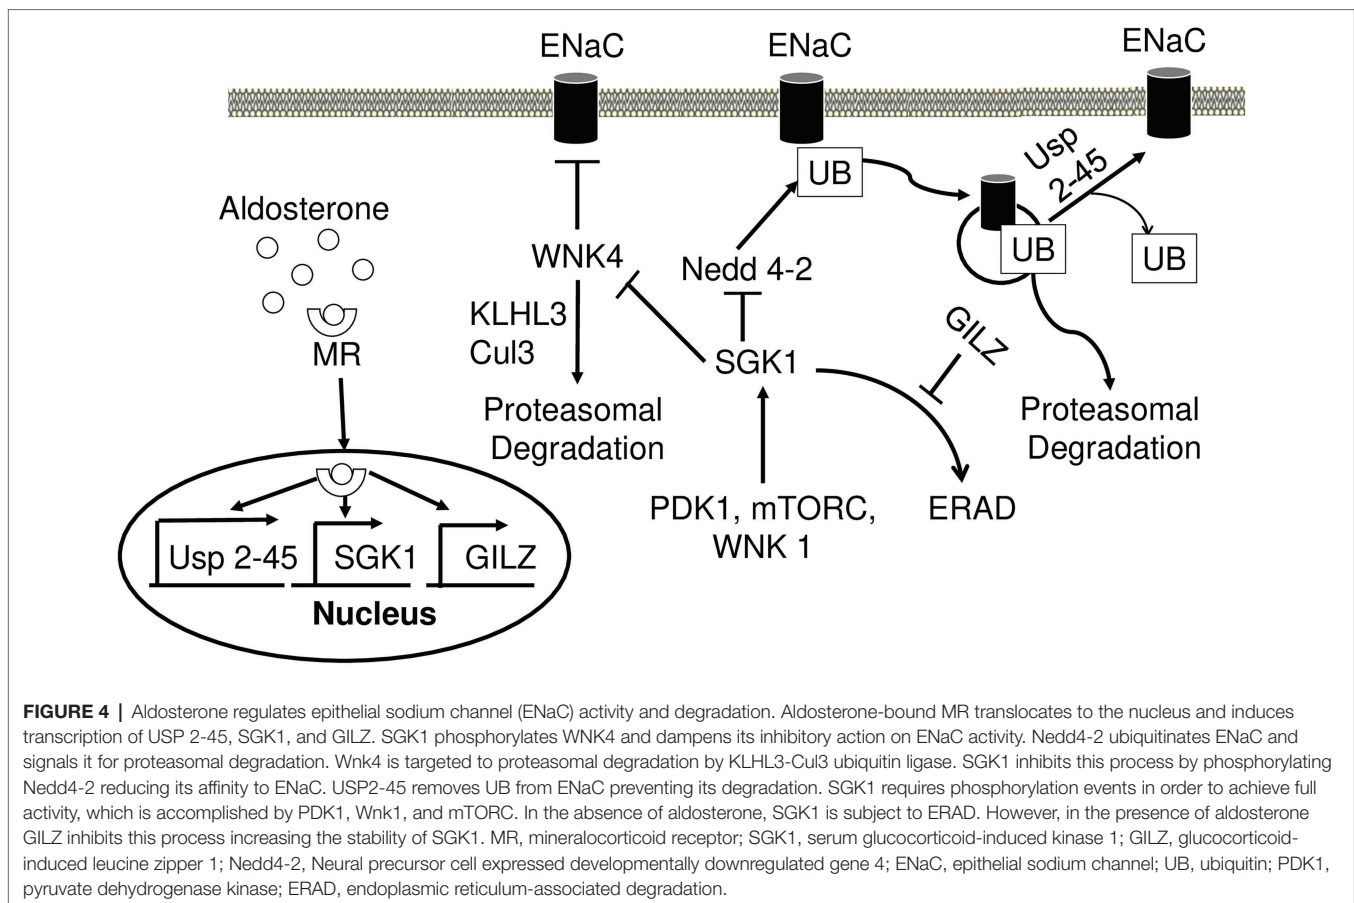 ENaC
ENaC
ENaC
Usp
2-45
UB
Aldosterone
WNK4
Nedd 4-2
UB
UB
KLHL3
Cul3
GILZ
MR
SGK1
Proteasomal
Degradation
Proteasomal
Degradation
PDK1, mTORC,
WNK 1
ERAD
Usp 2-45
SGK1
GILZ
Nucleus
FIGURE 4 | Aldosterone regulates epithelial sodium channel (ENaC) activity and degradation. Aldosterone-bound MR translocates to the nucleus and induces
transcription of USP 2-45, SGK1, and GILZ. SGK1 phosphorylates WNK4 and dampens its inhibitory action on ENaC activity. Nedd4-2 ubiquitinates ENaC and
signals it for proteasomal degradation. Wnk4 is targeted to proteasomal degradation by KLHL3-Cul3 ubiquitin ligase. SGK1 inhibits this process by phosphorylating
Nedd4-2 reducing its affinity to ENaC. USP2-45 removes UB from ENaC preventing its degradation. SGK1 requires phosphorylation events in order to achieve full
activity, which is accomplished by PDK1, Wnk1, and mTORC. In the absence of aldosterone, SGK1 is subject to ERAD. However, in the presence of aldosterone
GILZ inhibits this process increasing the stability of SGK1. MR, mineralocorticoid receptor; SGK1, serum glucocorticoid-induced kinase 1; GILZ, glucocorticoid-
induced leucine zipper 1; Nedd4-2, Neural precursor cell expressed developmentally downregulated gene 4; ENaC, epithelial sodium channel; UB, ubiquitin; PDK1,
pyruvate dehydrogenase kinase; ERAD, endoplasmic reticulum-associated degradation.